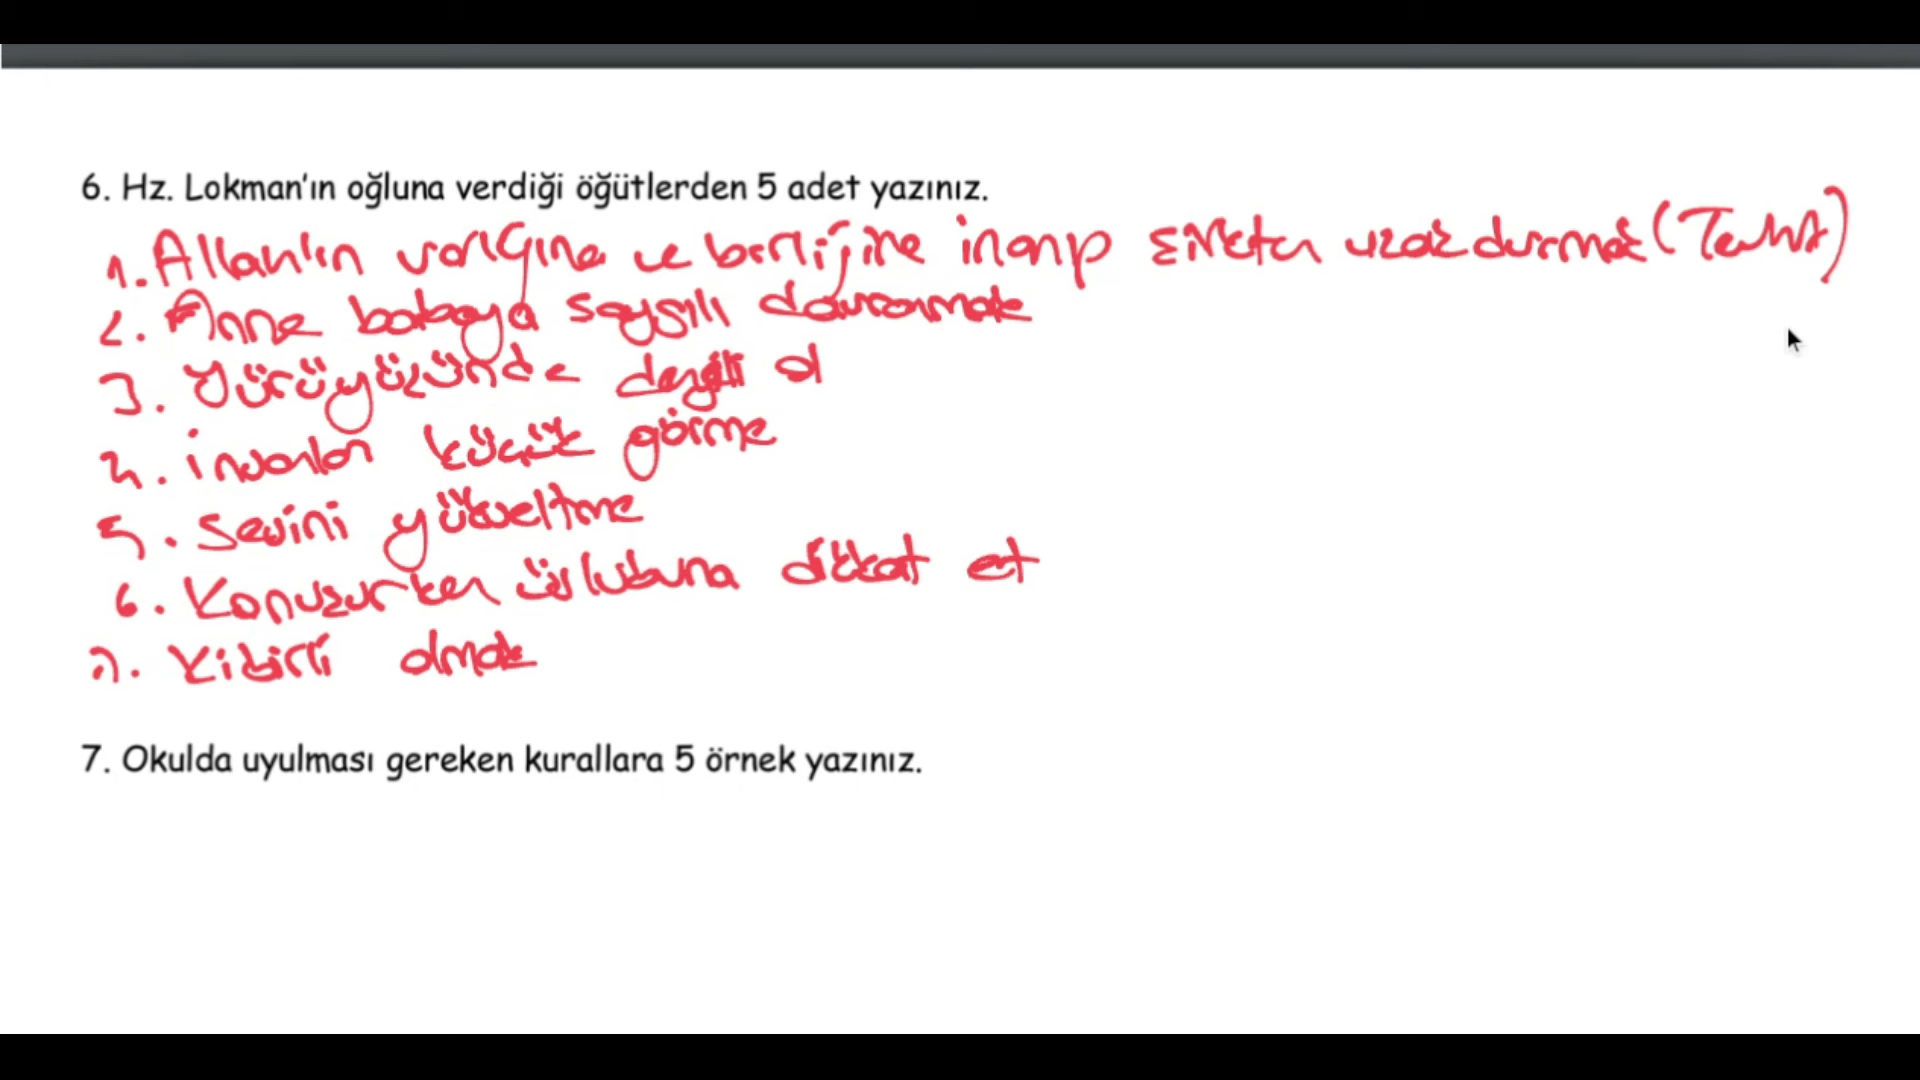 6. Hz. Lokman'ın oğluna verdiği öğütlerden 5 adet yazınız.
1. Allah'ın varlığına ve birliğine inanıp şirkten uzak durmak (Tevhit)
2. Anne babaya saygılı davranmak
3. Yürüyüşünde dengeli ol
4. İnsanları küçük görme
5. Sesini yükseltme
6. Konuşurken üslubuna dikkat et
7. Kibirli olmak
7. Okulda uyulması gereken kurallara 5 örnek yazınız.